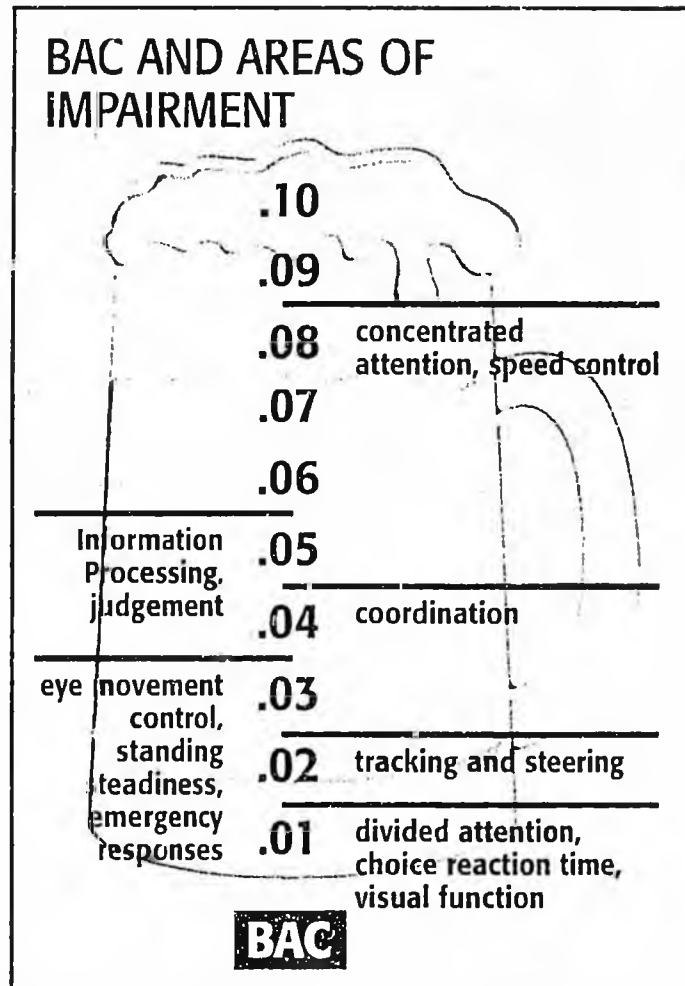 BAC AND AREAS OF
IMPAIRMENT
.10
.09
.08
concentrated
attention, speed control
.07
.06
Information
Processing,
judgement
.05
.04
coordination
eye movement
control,
standing
steadiness,
emergency
responses
.03
.02
tracking and steering
.01
divided attention,
choice reaction time,
visual function
BAC